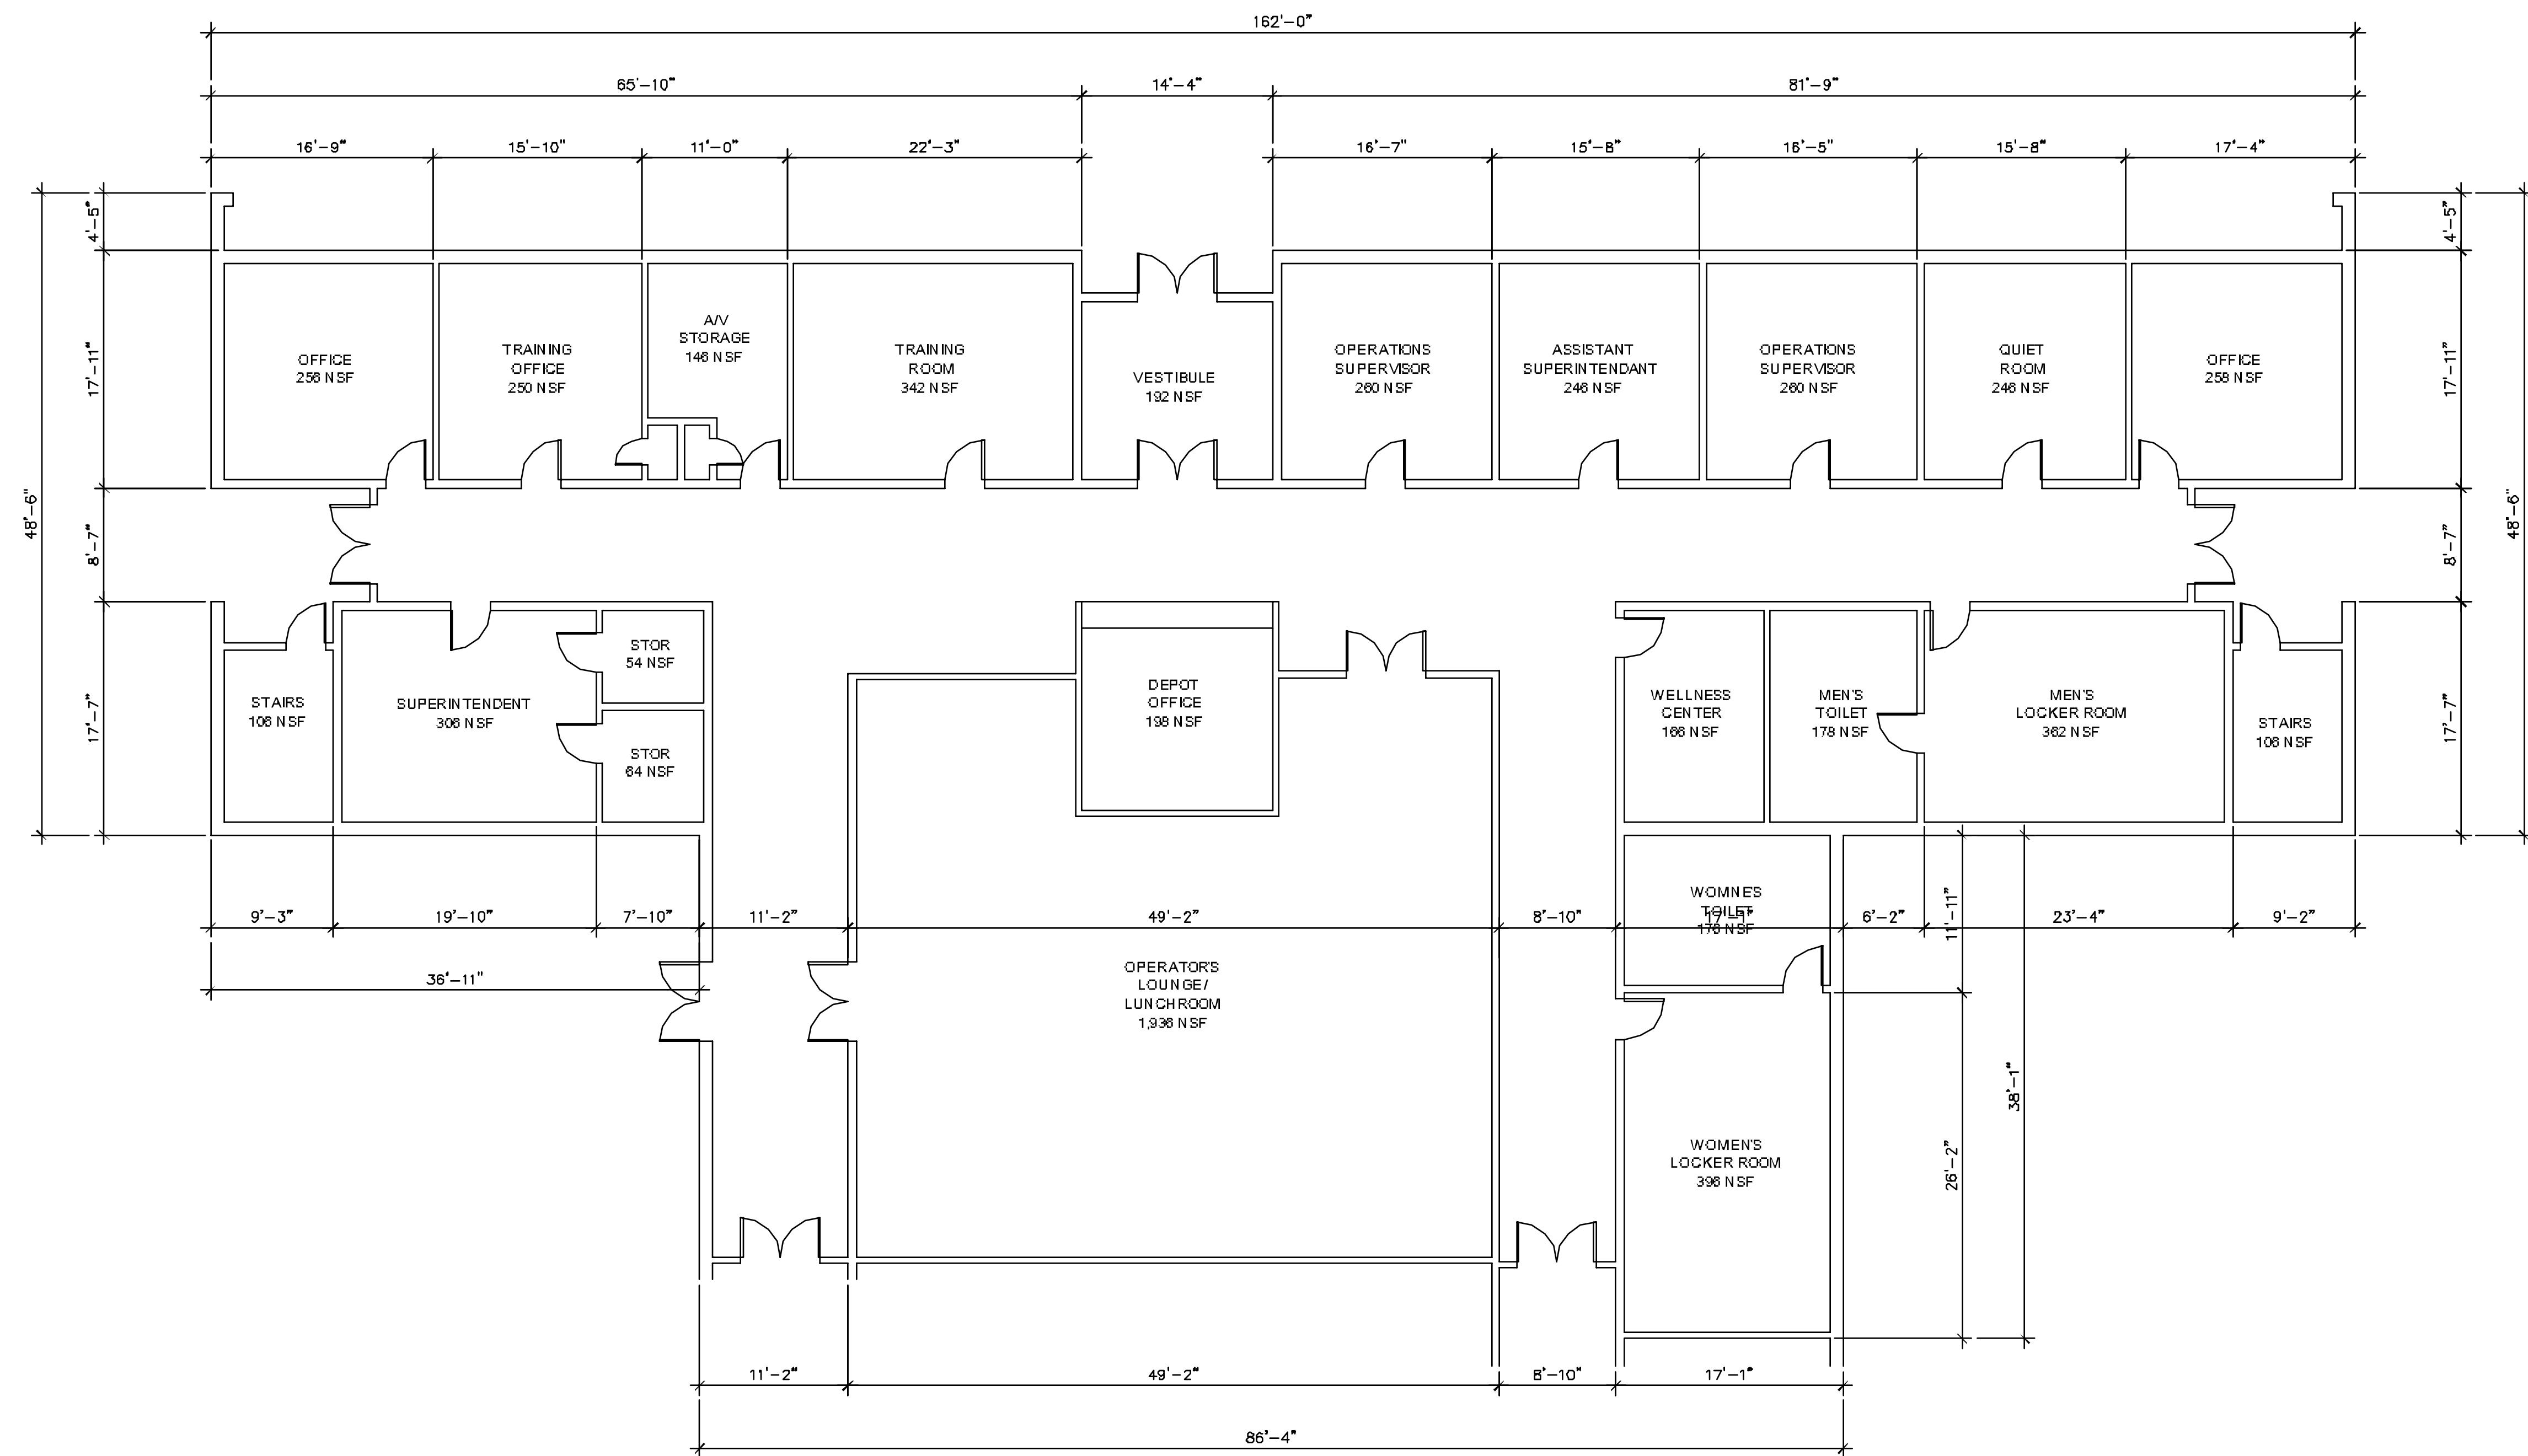 162'-0"
65'-10"
14'-4"
81'-9"
16'-9"
15'-10"
11'-0"
22'-3"
16'-7"
15'-8"
16'-5"
15'-8"
17'-4"
4'-5"
17'-11"
8'-7"
17'-7"
48'-6"
4'-5"
17'-11"
8'-7"
17'-7"
48'-6"
OFFICE
256 NSF
TRAINING
OFFICE
250 NSF
A/V
STORAGE
146 NSF
TRAINING
ROOM
342 NSF
VESTIBULE
192 NSF
OPERATIONS
SUPERVISOR
260 NSF
ASSISTANT
SUPERINTENDANT
246 NSF
OPERATIONS
SUPERVISOR
260 NSF
QUIET
ROOM
246 NSF
OFFICE
258 NSF
STAIRS
106 NSF
SUPERINTENDENT
306 NSF
STOR
54 NSF
STOR
64 NSF
DEPOT
OFFICE
198 NSF
WELLNESS
CENTER
166 NSF
MEN'S
TOILET
178 NSF
MEN'S
LOCKER ROOM
362 NSF
STAIRS
106 NSF
WOMNE'S
TOILET
176 NSF
9'-3"
19'-10"
7'-10"
11'-2"
49'-2"
8'-10"
17'-1"
6'-2"
23'-4"
9'-2"
36'-11"
11'-11"
38'-1"
26'-2"
OPERATOR'S
LOUNGE/
LUNCHROOM
1,936 NSF
WOMEN'S
LOCKER ROOM
396 NSF
11'-2"
49'-2"
8'-10"
17'-1"
86'-4"